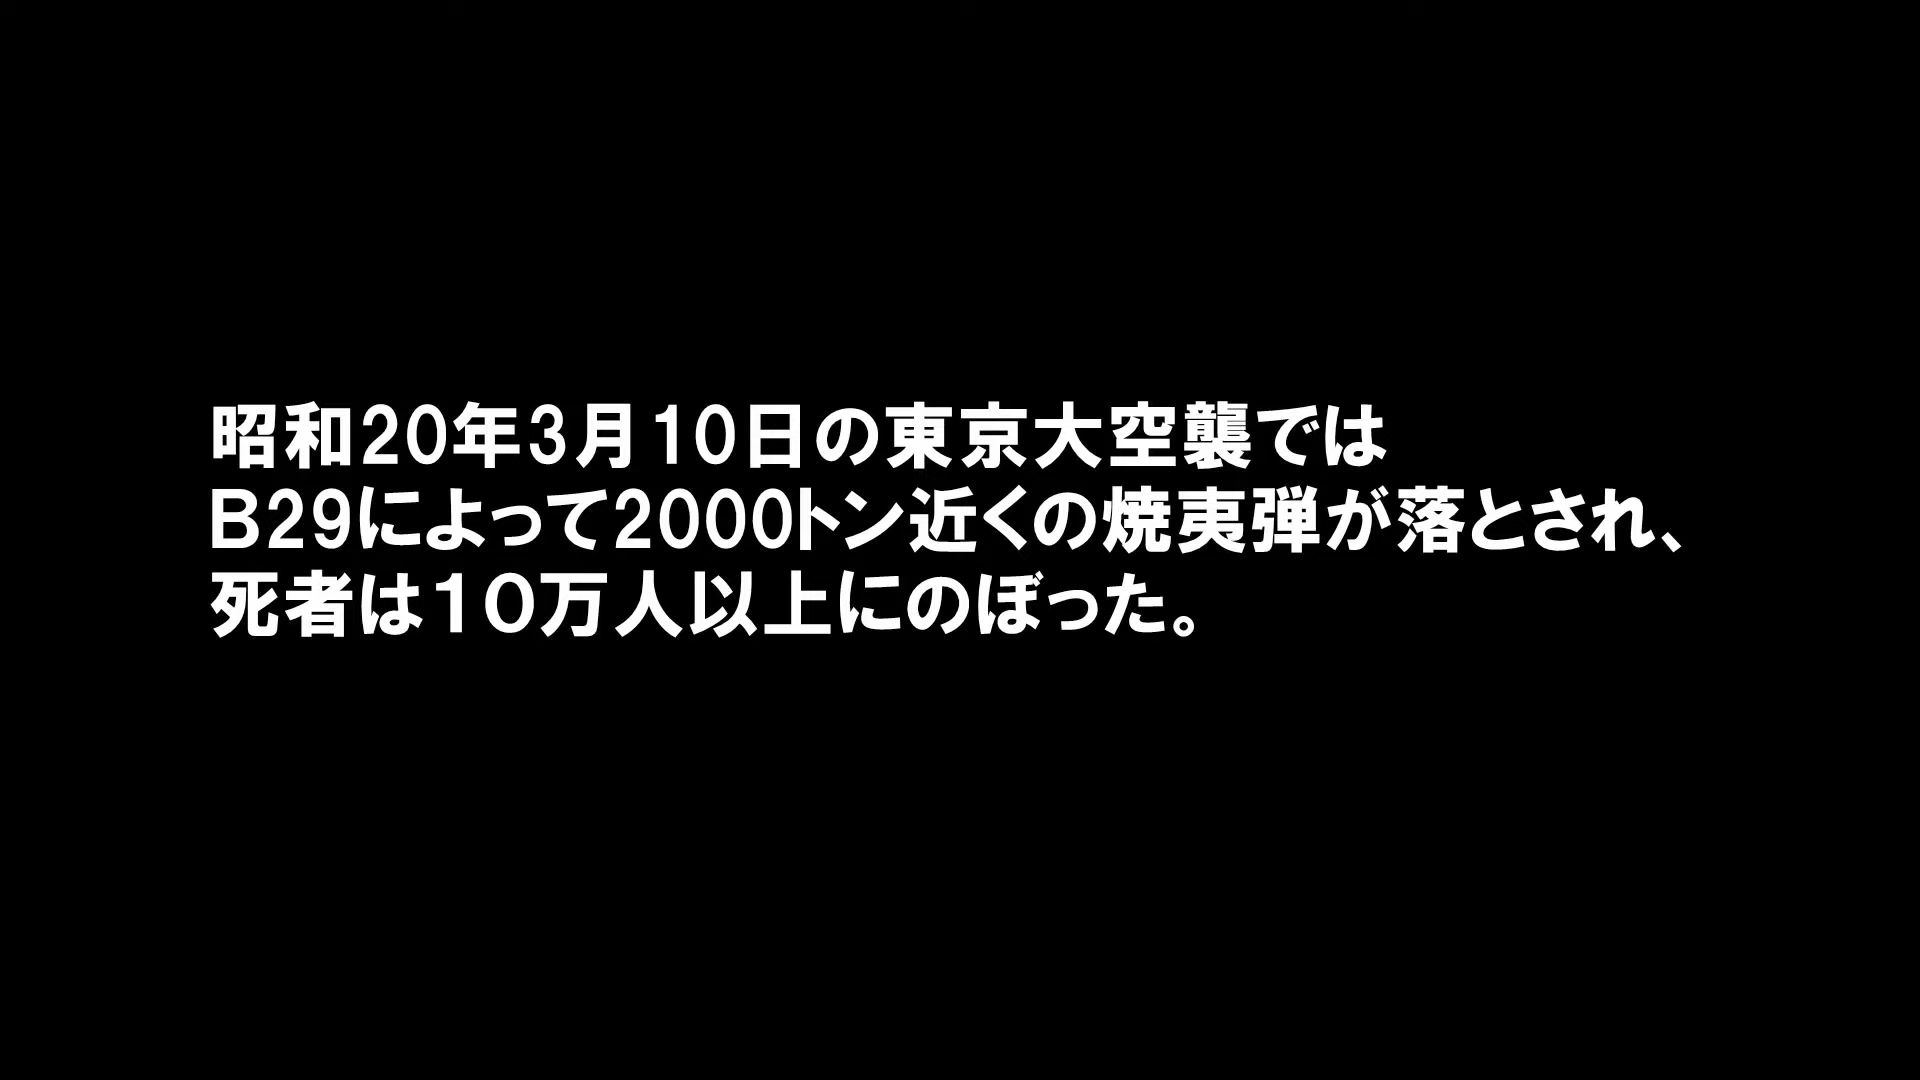 昭和20年3月10日の東京大空襲では
B29によって2000トン近くの焼夷弾が落とされ、
死者は１０万人以上にのぼった。